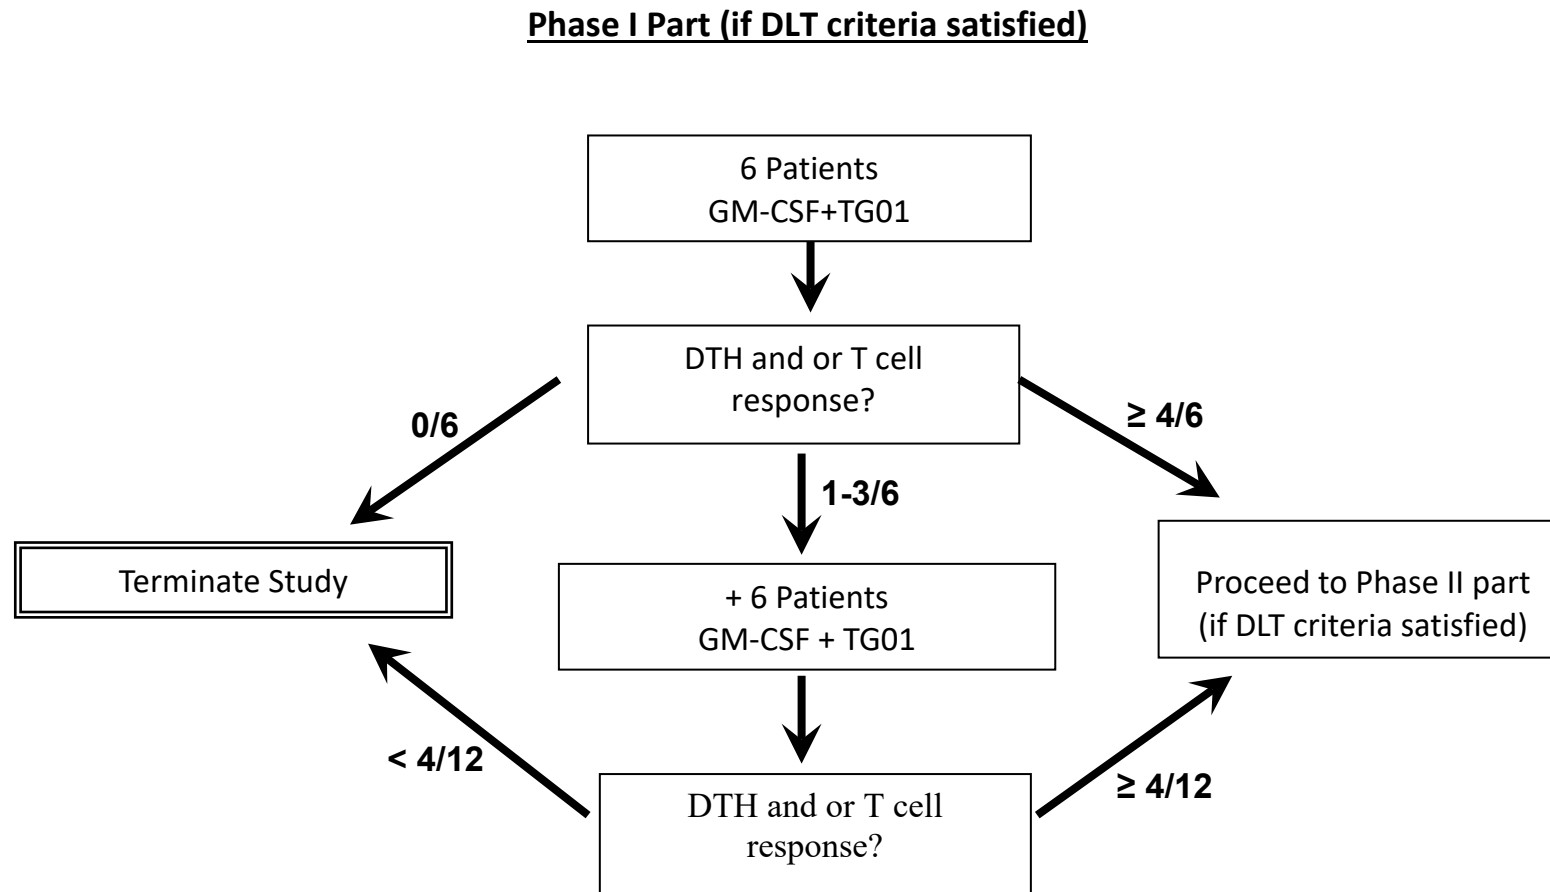 Phase I Part (if DLT criteria satisfied)
6 Patients
GM-CSF+TG01
DTH and or T cell
response?
0/6
≥ 4/6
1-3/6
Terminate Study
+ 6 Patients
GM-CSF + TG01
Proceed to Phase II part
(if DLT criteria satisfied)
< 4/12
≥ 4/12
DTH and or T cell
response?